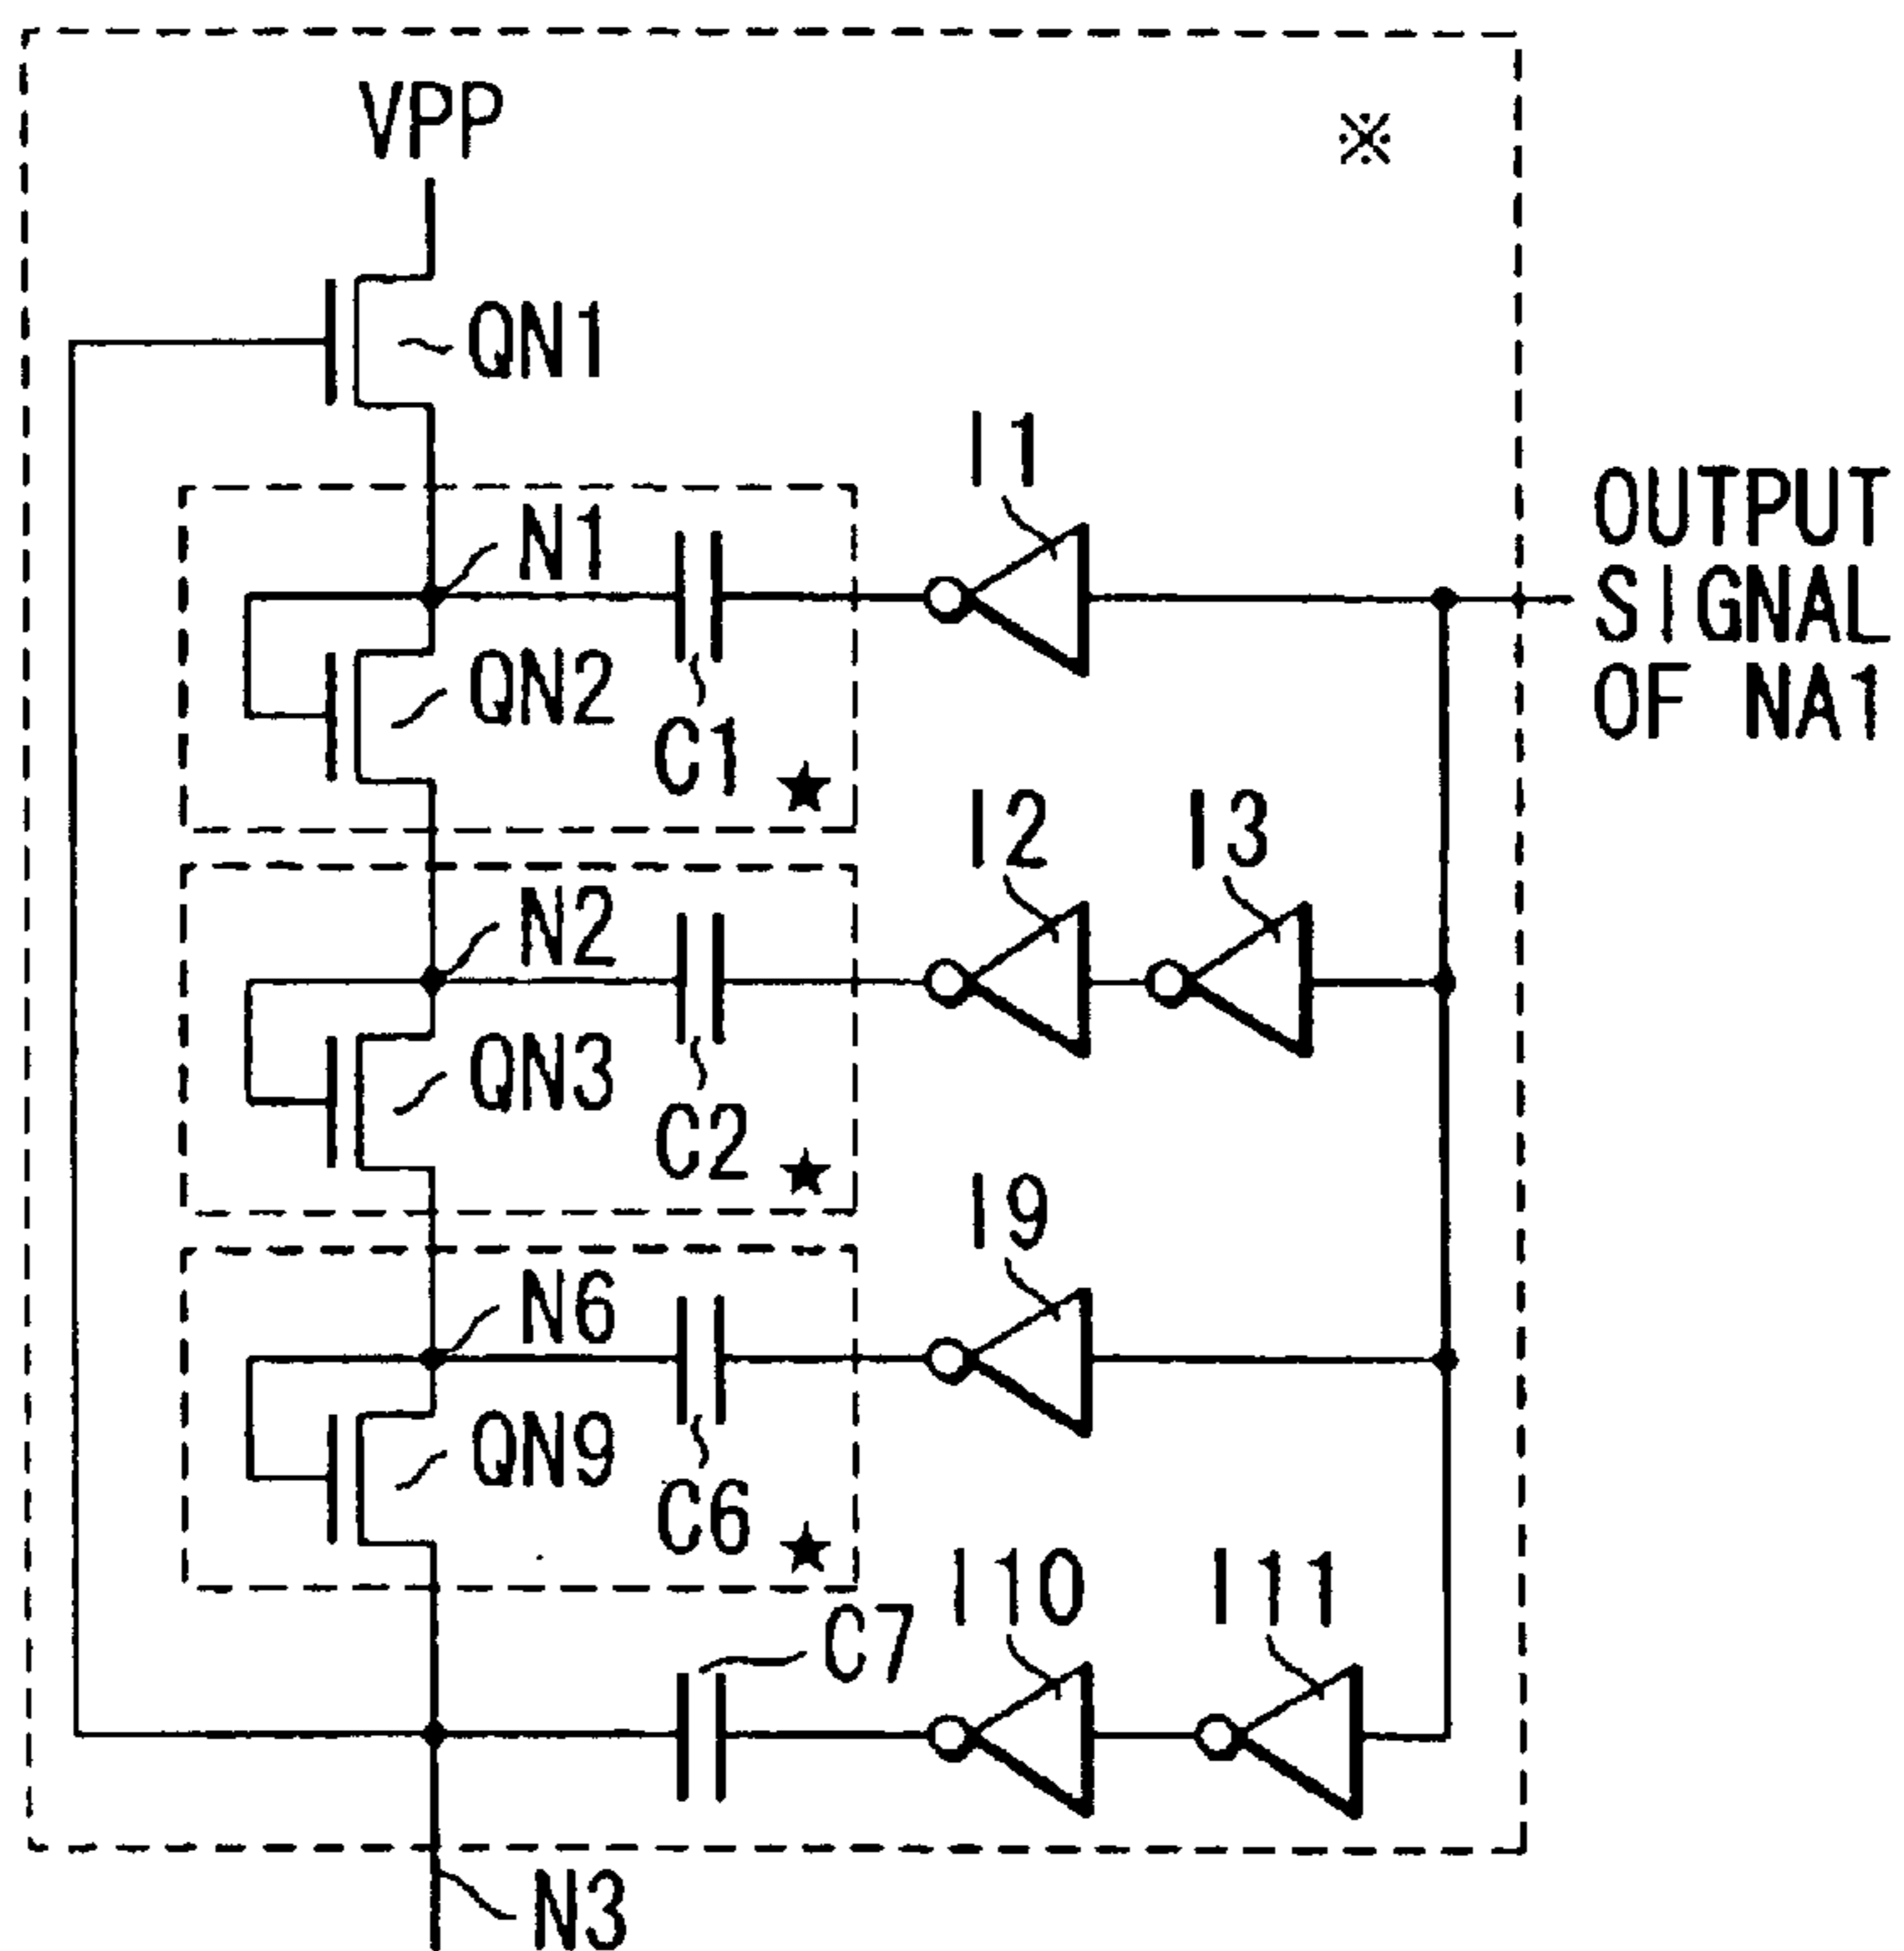 VPP
※
QN1
I1
N1
OUTPUT
SIGNAL
OF NA1
QN2
C1 ★
I2
I3
N2
QN3
C2 ★
I9
N6
QN9
C6 ★
I10
I11
C7
N3